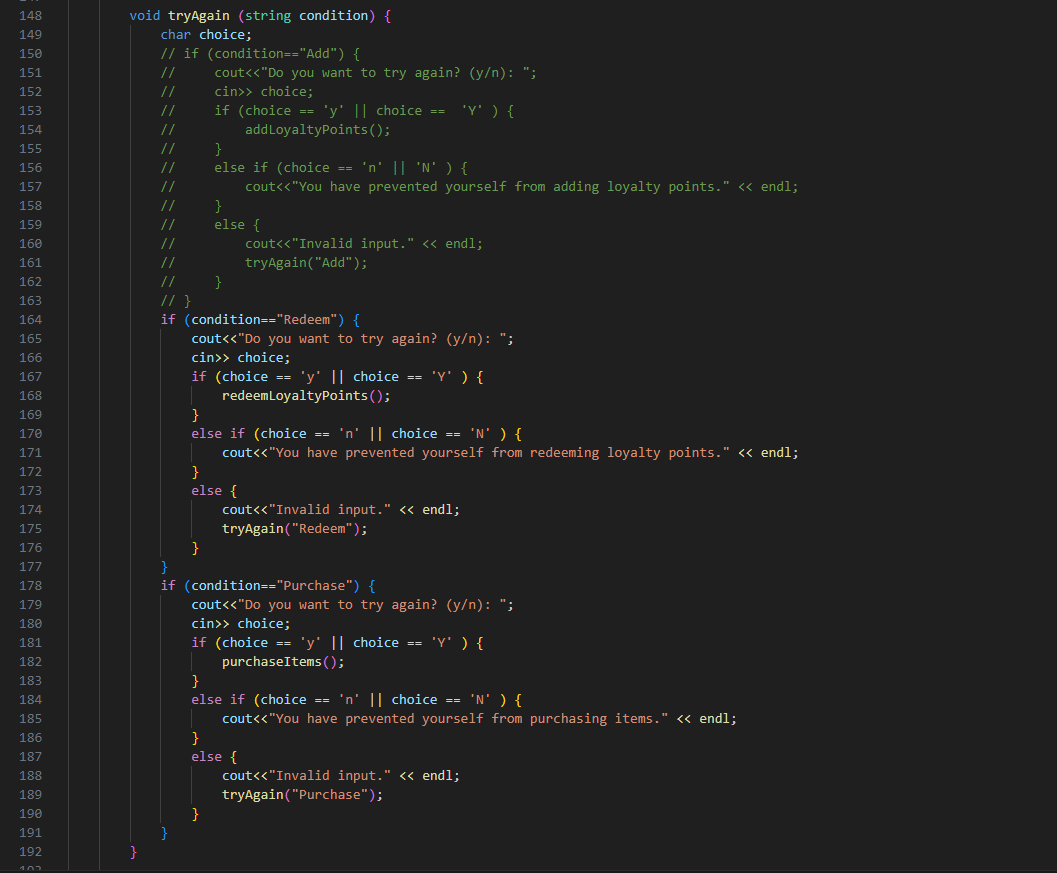 148 void tryAgain (string condition) {
149 char choice;
150 // if (condition=="Add") {
151 //     cout<<"Do you want to try again? (y/n): ";
152 //     cin>> choice;
153 //     if (choice == 'y' || choice ==  'Y' ) {
154 //         addLoyaltyPoints();
155 //     }
156 //     else if (choice == 'n' || 'N' ) {
157 //         cout<<"You have prevented yourself from adding loyalty points." << endl;
158 //     }
159 //     else {
160 //         cout<<"Invalid input." << endl;
161 //         tryAgain("Add");
162 //     }
163 // }
164 if (condition=="Redeem") {
165     cout<<"Do you want to try again? (y/n): ";
166     cin>> choice;
167     if (choice == 'y' || choice == 'Y' ) {
168         redeemLoyaltyPoints();
169     }
170     else if (choice == 'n' || choice == 'N' ) {
171         cout<<"You have prevented yourself from redeeming loyalty points." << endl;
172     }
173     else {
174         cout<<"Invalid input." << endl;
175         tryAgain("Redeem");
176     }
177 }
178 if (condition=="Purchase") {
179     cout<<"Do you want to try again? (y/n): ";
180     cin>> choice;
181     if (choice == 'y' || choice == 'Y' ) {
182         purchaseItems();
183     }
184     else if (choice == 'n' || choice == 'N' ) {
185         cout<<"You have prevented yourself from purchasing items." << endl;
186     }
187     else {
188         cout<<"Invalid input." << endl;
189         tryAgain("Purchase");
190     }
191 }
192 }